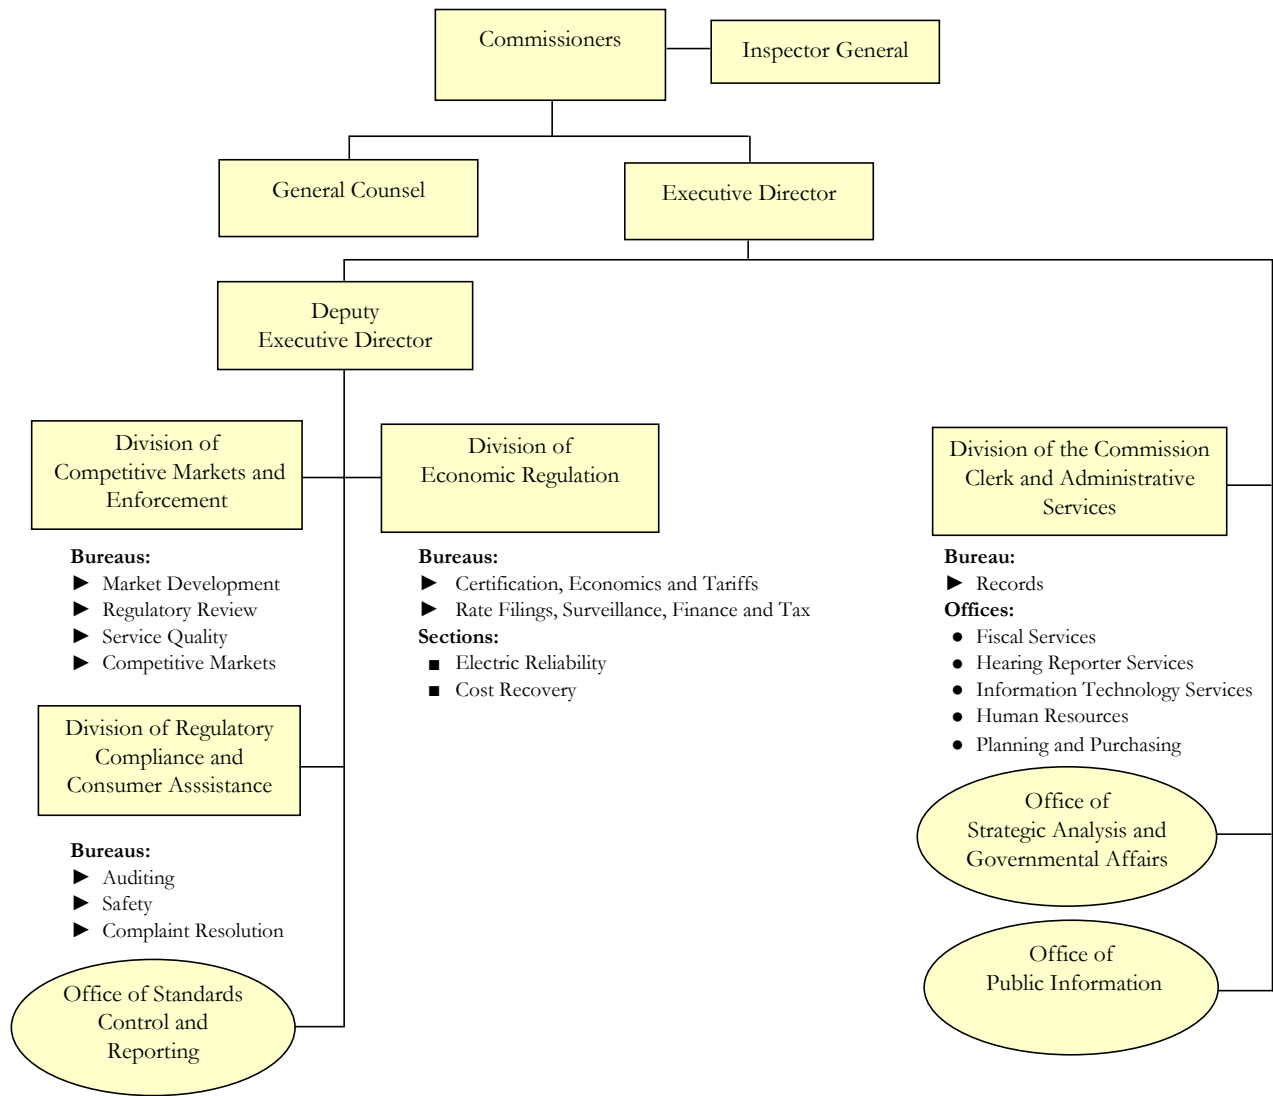 Commissioners
Inspector General
General Counsel
Executive Director
Deputy
Executive Director
Division of
Competitive Markets and
Enforcement
Bureaus:
► Market Development
► Regulatory Review
► Service Quality
► Competitive Markets
Division of
Economic Regulation
Bureaus:
► Certification, Economics and Tariffs
► Rate Filings, Surveillance, Finance and Tax
Sections:
■ Electric Reliability
■ Cost Recovery
Division of the Commission
Clerk and Administrative
Services
Bureau:
► Records
Offices:
● Fiscal Services
● Hearing Reporter Services
● Information Technology Services
● Human Resources
● Planning and Purchasing
Division of Regulatory
Compliance and
Consumer Asssistance
Bureaus:
► Auditing
► Safety
► Complaint Resolution
Office of
Strategic Analysis and
Governmental Affairs
Office of Standards
Control and
Reporting
Office of
Public Information